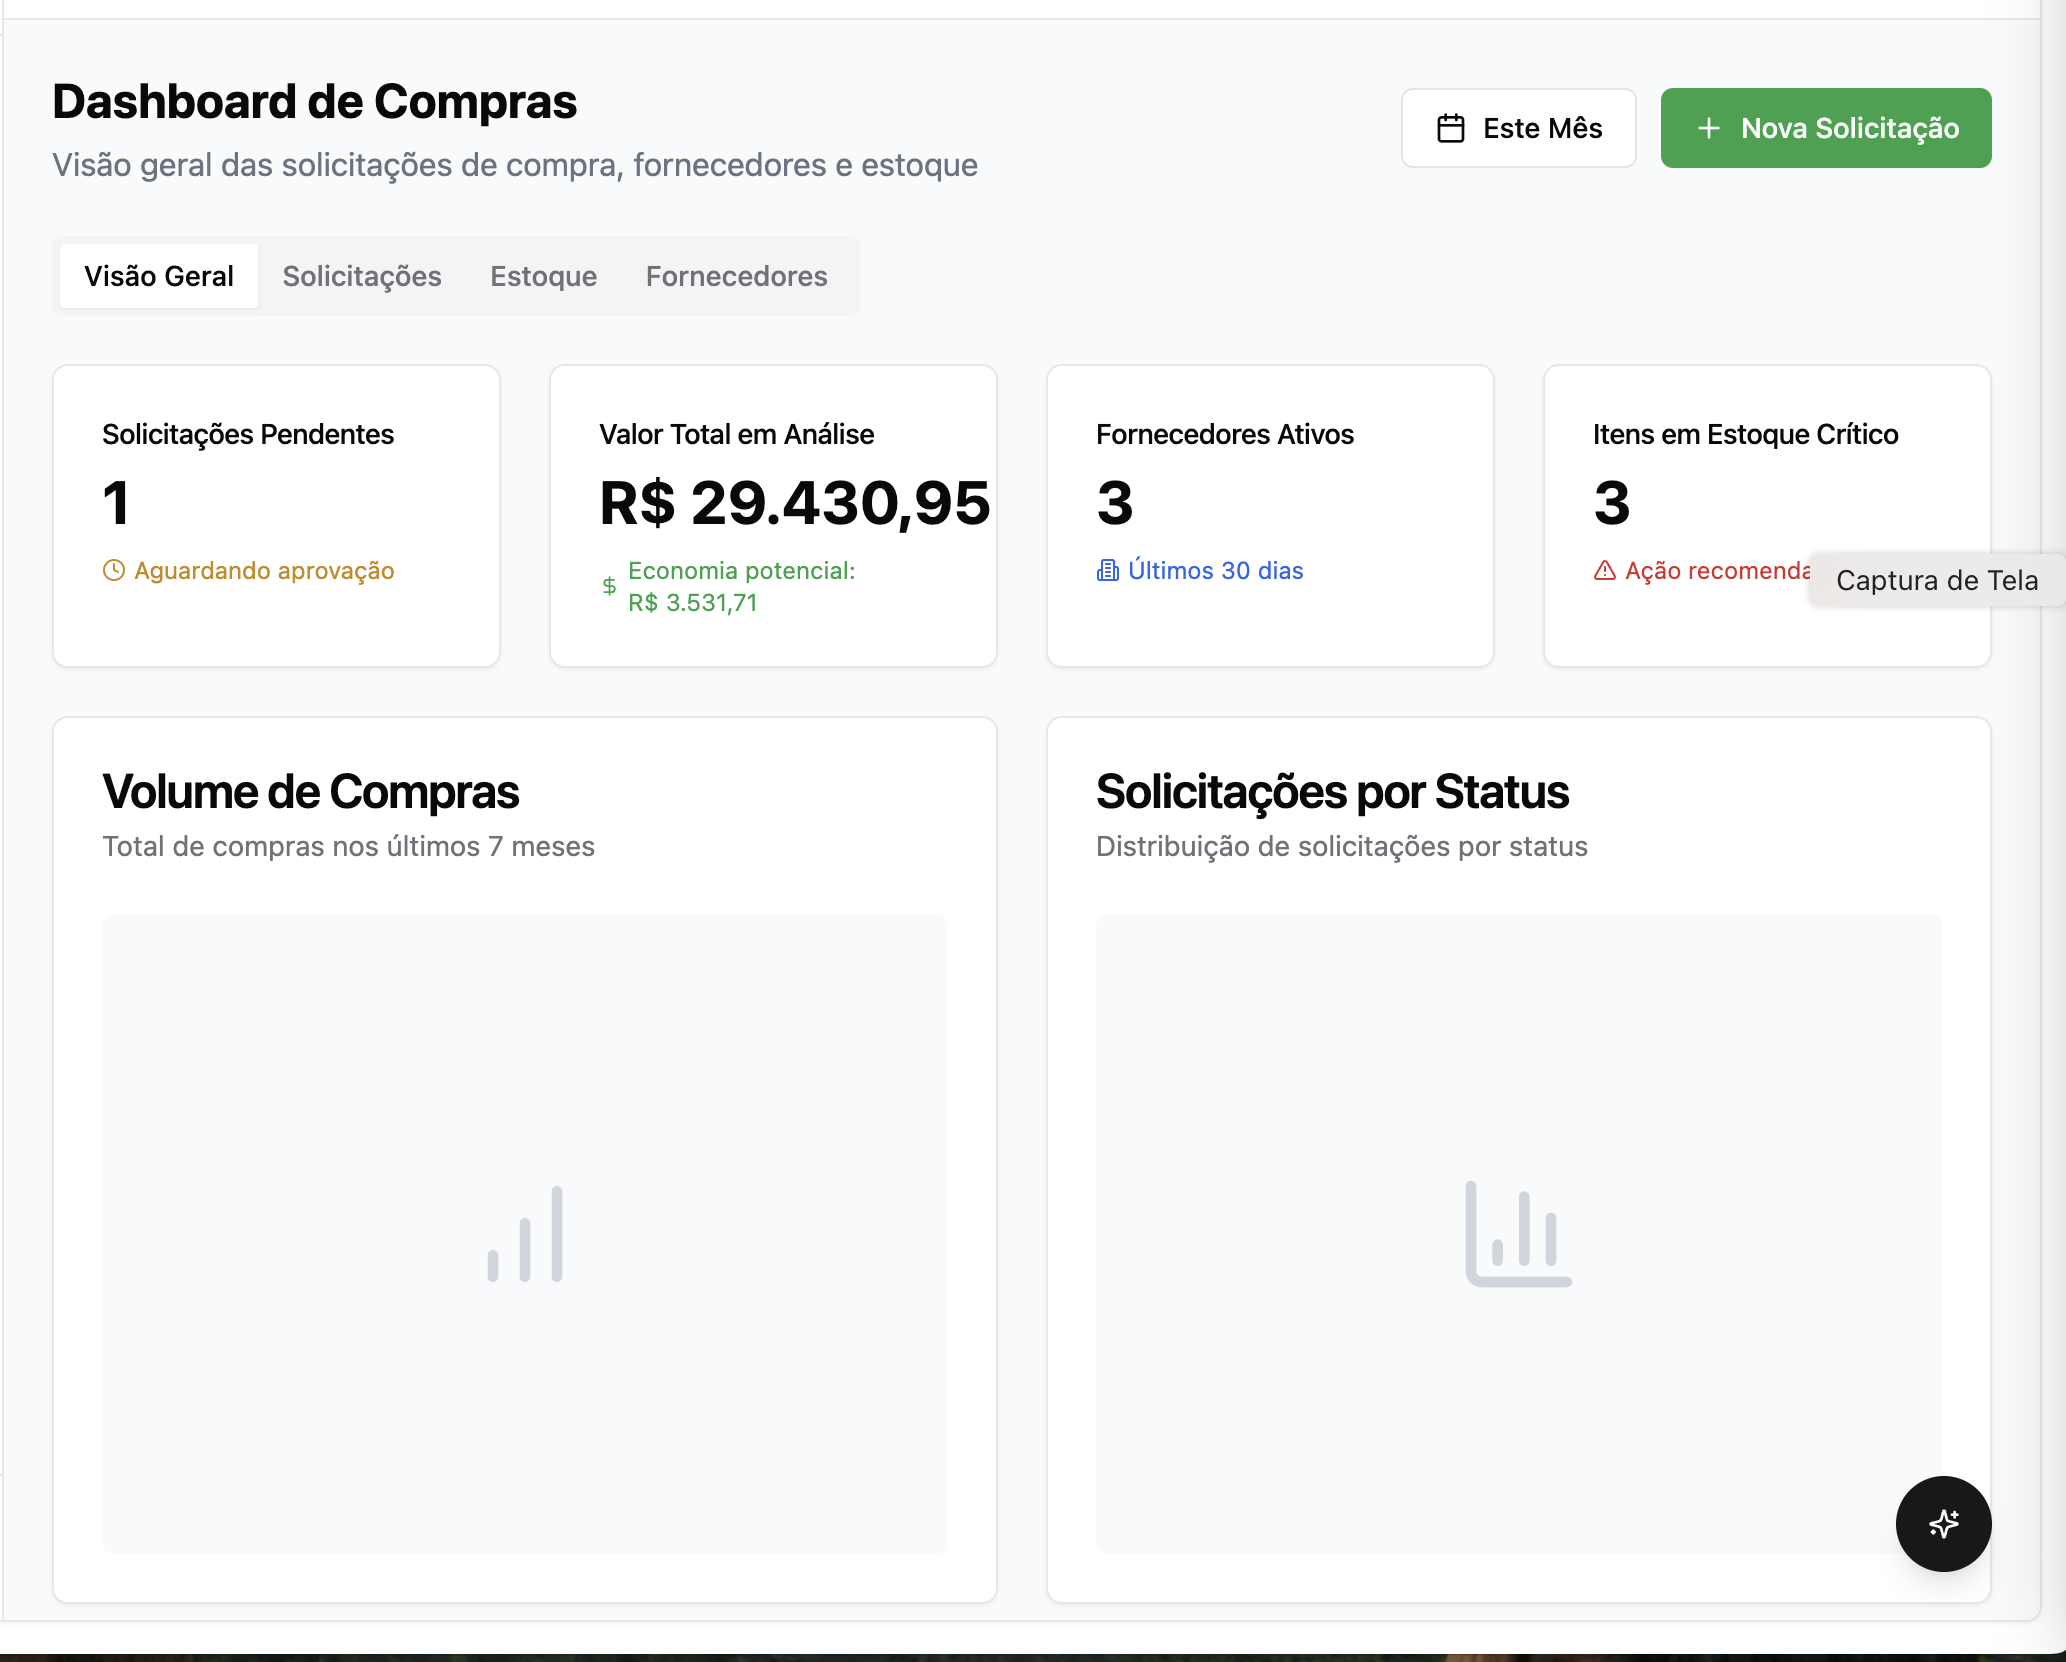 Dashboard de Compras
Visão geral das solicitações de compra, fornecedores e estoque
Este Mês
Nova Solicitação
Visão Geral
Solicitações
Estoque
Fornecedores
Solicitações Pendentes
1
Aguardando aprovação
Valor Total em Análise
R$ 29.430,95
Economia potencial:
R$ 3.531,71
Fornecedores Ativos
3
Últimos 30 dias
Itens em Estoque Crítico
3
Ação recomenda
Captura de Tela
Volume de Compras
Total de compras nos últimos 7 meses
Solicitações por Status
Distribuição de solicitações por status